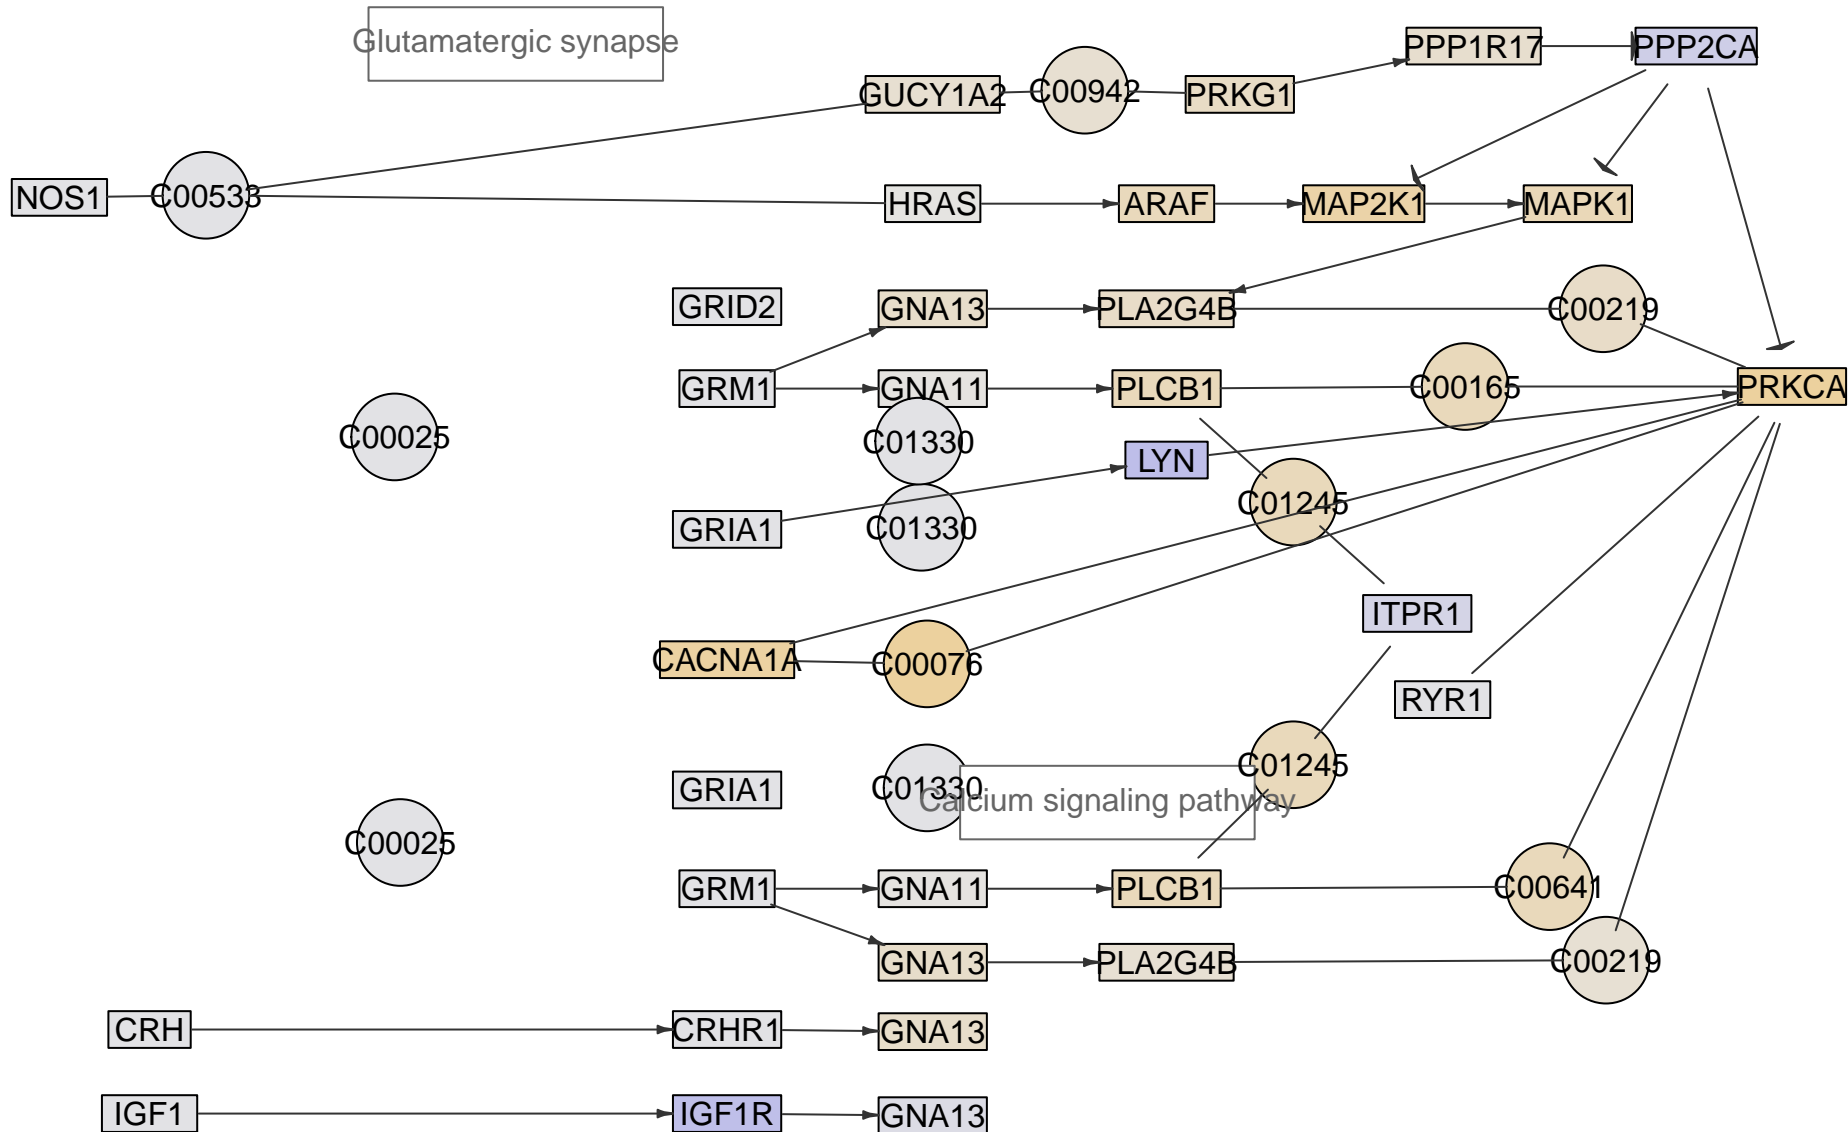 Glutamatergic synapse
PPP1R17
PPP2CA
GUCY1A2
C00942
PRKG1
NOS1
C00533
HRAS
ARAF
MAP2K1
MAPK1
GRID2
GNA13
PLA2G4B
C00219
GRM1
GNA11
PLCB1
C00165
PRKCA
C00025
C01330
LYN
C01245
GRIA1
C01330
ITPR1
CACNA1A
C00076
RYR1
C01245
GRIA1
C01330
Calcium signaling pathway
C00025
GRM1
GNA11
PLCB1
C00641
GNA13
PLA2G4B
C00219
CRH
CRHR1
GNA13
IGF1
IGF1R
GNA13